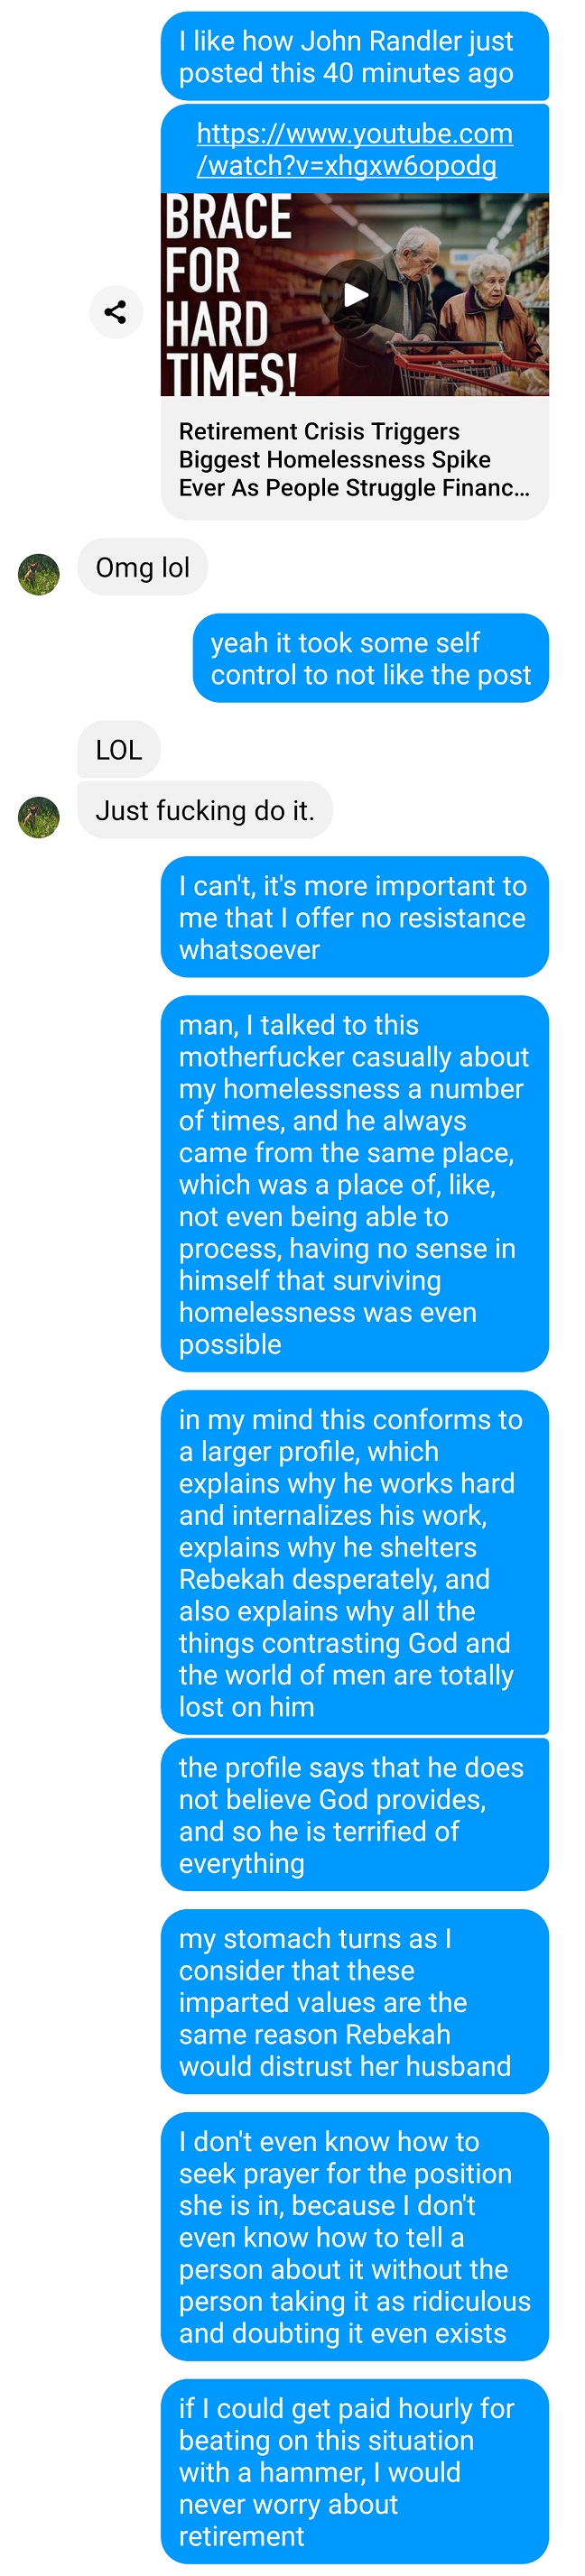 I like how John Randler just
posted this 40 minutes ago
https://www.youtube.com
/watch?v=xhgxw6opodg
BRACE
FOR
HARD
TIMES!
Retirement Crisis Triggers
Biggest Homelessness Spike
Ever As People Struggle Financ...
Omg lol
yeah it took some self
control to not like the post
LOL
Just fucking do it.
I can't, it's more important to
me that I offer no resistance
whatsoever
man, I talked to this
motherfucker casually about
my homelessness a number
of times, and he always
came from the same place,
which was a place of, like,
not even being able to
process, having no sense in
himself that surviving
homelessness was even
possible
in my mind this conforms to
a larger profile, which
explains why he works hard
and internalizes his work,
explains why he shelters
Rebekah desperately, and
also explains why all the
things contrasting God and
the world of men are totally
lost on him
the profile says that he does
not believe God provides,
and so he is terrified of
everything
my stomach turns as I
consider that these
imparted values are the
same reason Rebekah
would distrust her husband
I don't even know how to
seek prayer for the position
she is in, because I don't
even know how to tell a
person about it without the
person taking it as ridiculous
and doubting it even exists
if I could get paid hourly for
beating on this situation
with a hammer, I would
never worry about
retirement